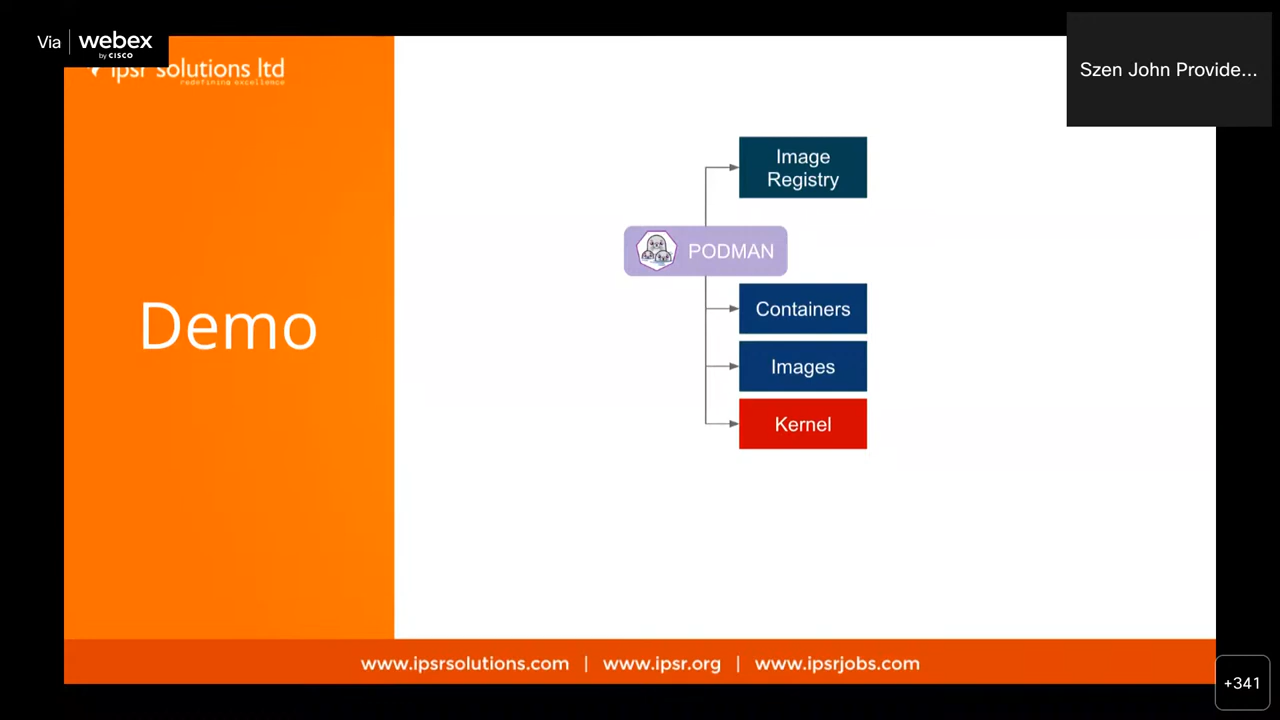 Via webex
by CISCO
ipsr solutions ltd
redefining excellence
Szen John Provide...
Image
Registry
PODMAN
Containers
Demo
Images
Kernel
www.ipsrsolutions.com | www.ipsr.org | www.ipsrjobs.com
+341